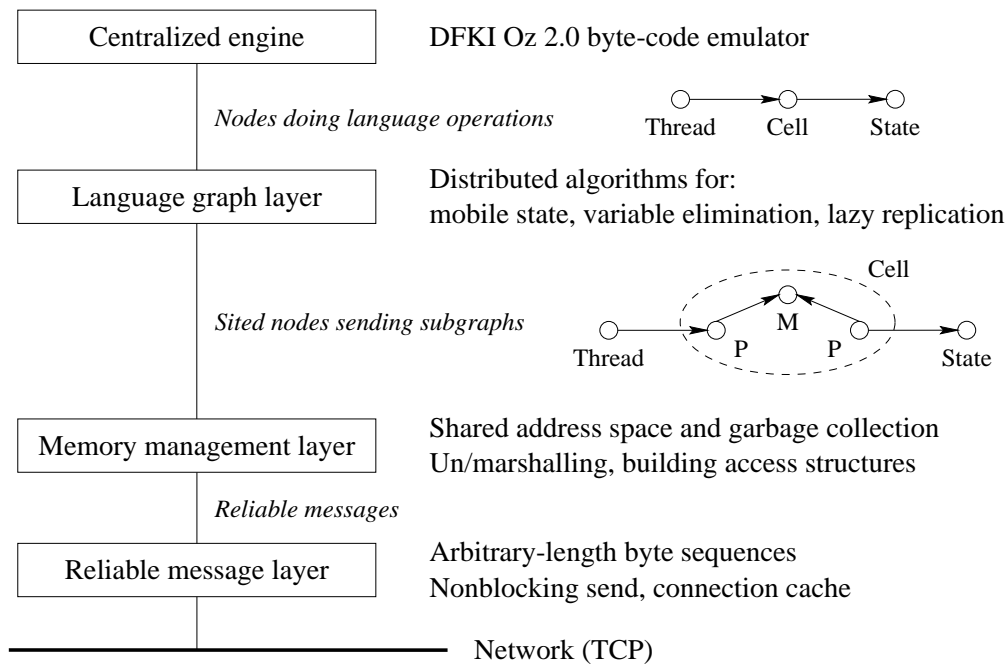 Centralized engine
DFKI Oz 2.0 byte-code emulator
Nodes doing language operations
Thread
Cell
State
Language graph layer
Distributed algorithms for:
mobile state, variable elimination, lazy replication
Cell
Sited nodes sending subgraphs
M
P
P
Thread
State
Memory management layer
Shared address space and garbage collection
Un/marshalling, building access structures
Reliable messages
Reliable message layer
Arbitrary-length byte sequences
Nonblocking send, connection cache
Network (TCP)